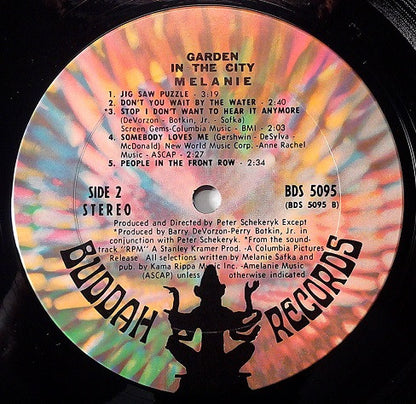 GARDEN
IN THE CITY
MELANIE
1. JIG SAW PUZZLE - 3:19
2. DON'T YOU WAIT BY THE WATER - 2:40
*3. STOP I DON'T WANT TO HEAR IT ANYMORE
(DeVorzon - Botkin, Jr. - Safka)
Screen Gems-Columbia Music - BMI - 2:03
4. SOMEBODY LOVES ME (Gershwin - DeSylva -
McDonald) New World Music Corp. -Anne Rachel
Music - ASCAP - 2:27
5. PEOPLE IN THE FRONT ROW - 2:34
SIDE 2
STEREO
BDS 5095
(BDS 5095 B)
Produced and Directed by Peter Schekeryk Except
*Produced by Barry DeVorzon-Perry Botkin, Jr. in
conjunction with Peter Schekeryk. *From the sound-
track "RPM" A Stanley Kramer Prod. -A Columbia Pictures
Release. All selections written by Melanie Safka and
pub. by Kama Rippa Music Inc. -Amelanie Music
(ASCAP) unless otherwise indicated
BUDDAH RECORDS